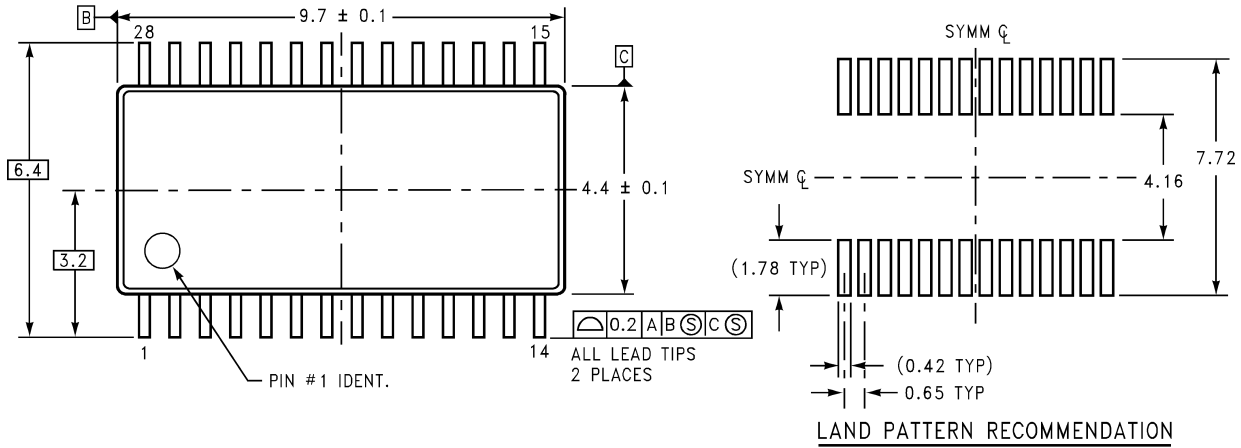 B
9.7 ± 0.1
28
15
C
6.4
3.2
4.4 ± 0.1
1
14
⌓ 0.2 A B Ⓢ C Ⓢ
ALL LEAD TIPS
2 PLACES
PIN #1 IDENT.
SYMM ℄
SYMM ℄
7.72
4.16
(1.78 TYP)
(0.42 TYP)
0.65 TYP
LAND PATTERN RECOMMENDATION